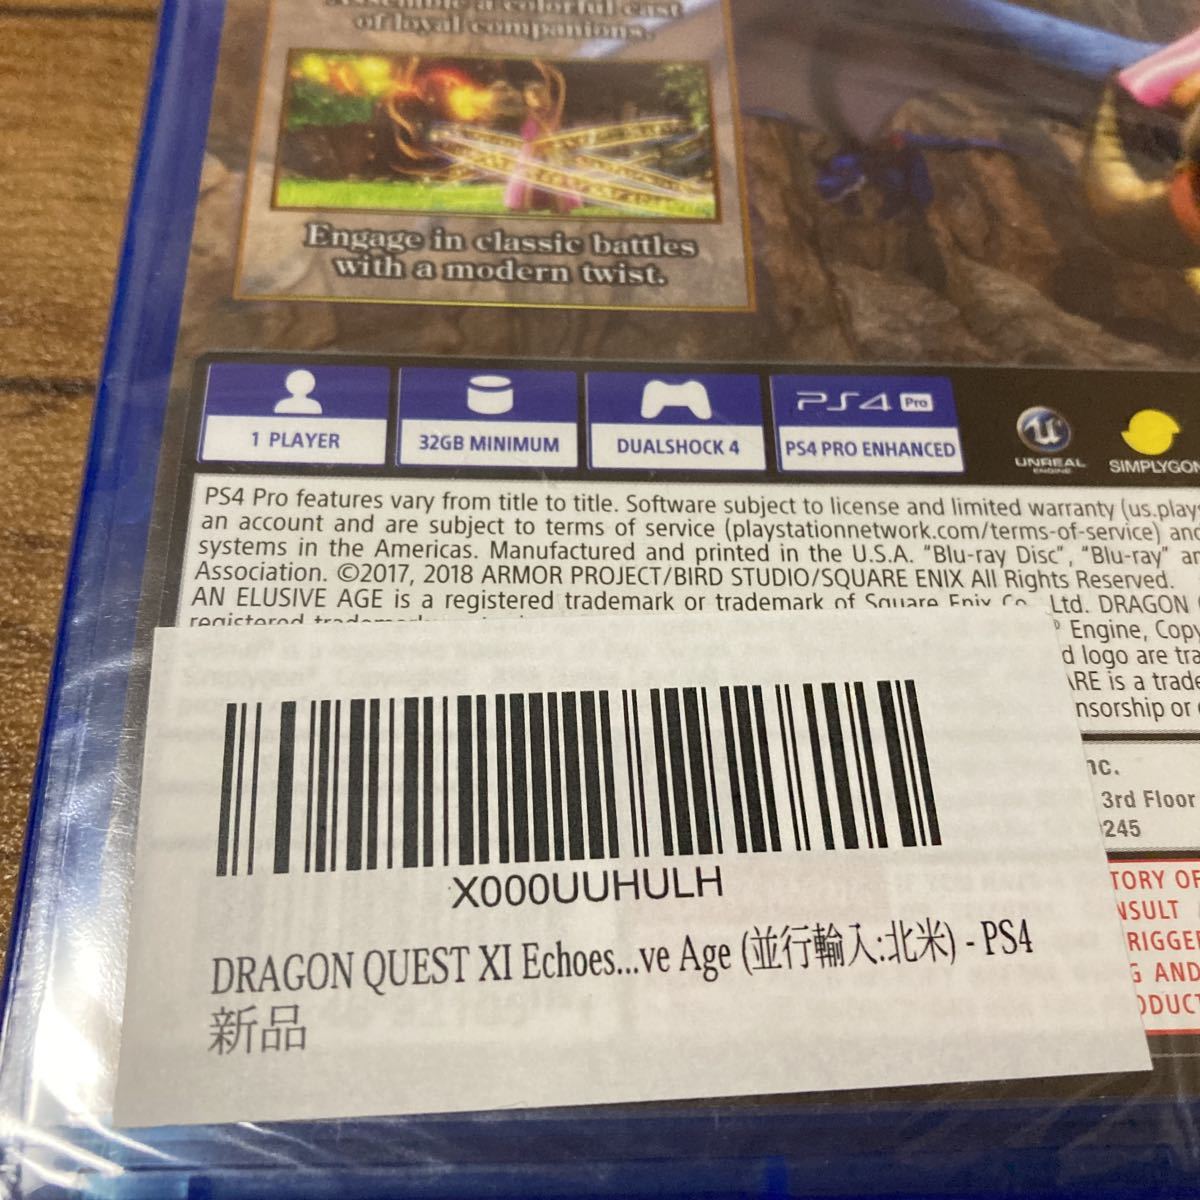 Assemble a colorful cast
of loyal companions.
Engage in classic battles
with a modern twist.
1 PLAYER
32GB MINIMUM
DUALSHOCK 4
PS4 Pro
PS4 PRO ENHANCED
UNREAL
ENGINE
SIMPLYGON
PS4 Pro features vary from title to title. Software subject to license and limited warranty (us.plays
an account and are subject to terms of service (playstationnetwork.com/terms-of-service) and
systems in the Americas. Manufactured and printed in the U.S.A. "Blu-ray Disc", "Blu-ray" an
Association. ©2017, 2018 ARMOR PROJECT/BIRD STUDIO/SQUARE ENIX All Rights Reserved.
AN ELUSIVE AGE is a registered trademark or trademark of Square Enix Co., Ltd. DRAGON
registered
Engine, Copy
d logo are tra
ARE is a trade
nsorship or
nc.
3rd Floor
245
TORY OF
NSULT
RIGGE
G AND
ODUCT
X000UUHULH
DRAGON QUEST XI Echoes...ve Age (並行輸入:北米) - PS4
新品